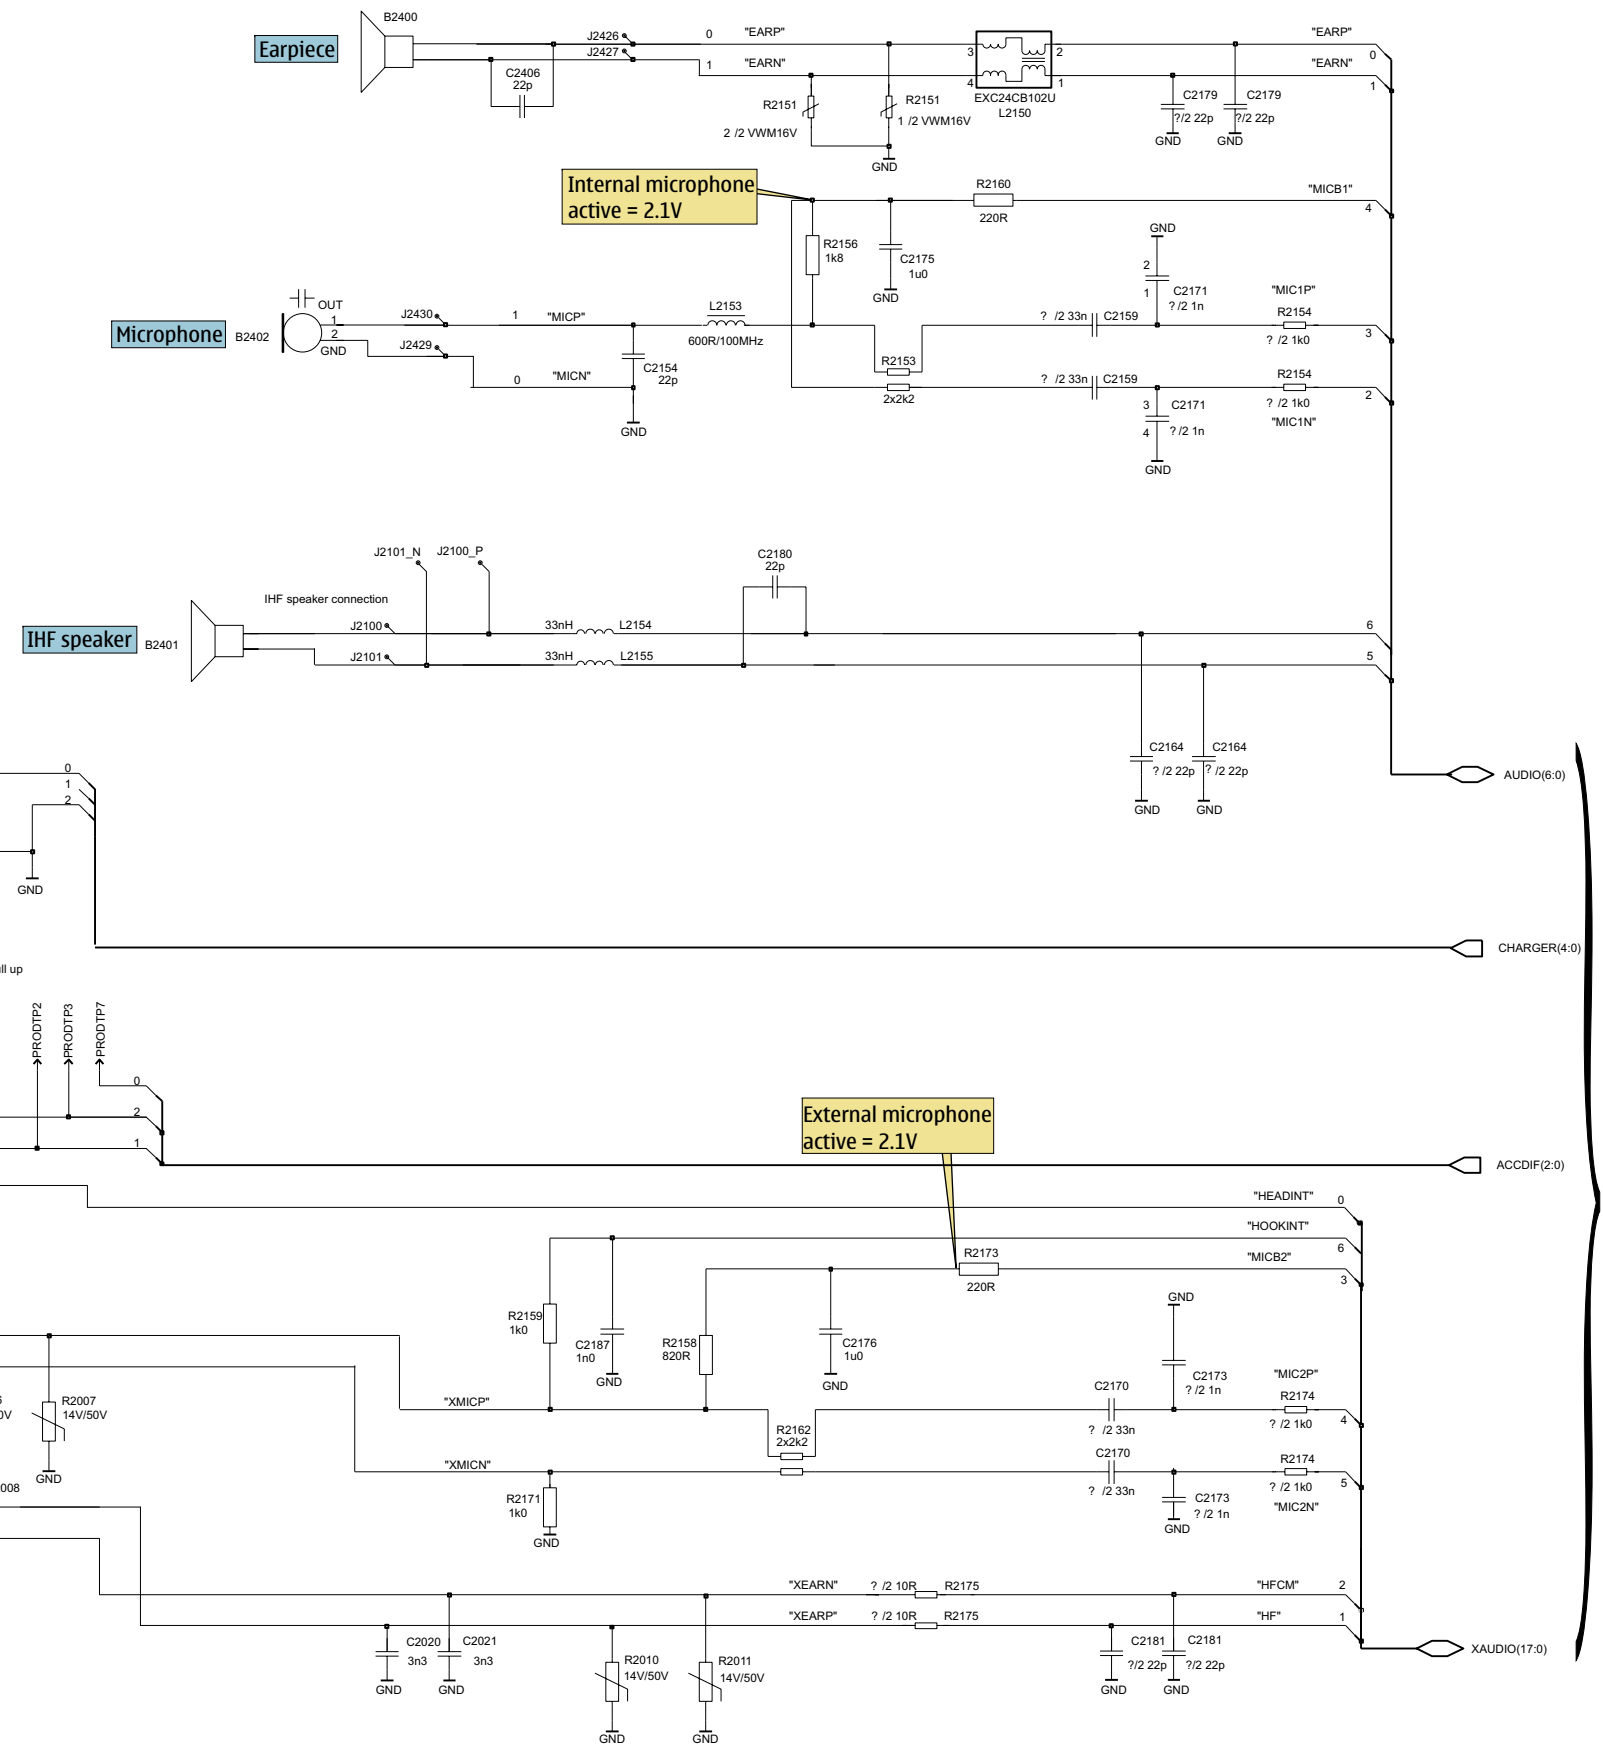 B2400
Earpiece
J2426
J2427
0 "EARP"
1 "EARN"
C2406
22p
R2151
2 /2 VWM16V
R2151
1 /2 VWM16V
GND
3 2
4 1
EXC24CB102U
L2150
"EARP"
0
"EARN"
1
C2179
?/2 22p
GND
C2179
?/2 22p
GND
Internal microphone
active = 2.1V
R2160
220R
"MICB1"
4
R2156
1k8
C2175
1u0
GND
GND
2
1
C2171
? /2 1n
"MIC1P"
R2154
? /2 1k0
3
Microphone
B2402
OUT
1
2
GND
J2430
J2429
1 "MICP"
0 "MICN"
L2153
600R/100MHz
C2154
22p
GND
R2153
2x2k2
? /2 33n C2159
? /2 33n C2159
3
4
C2171
? /2 1n
GND
R2154
? /2 1k0
"MIC1N"
2
J2101_N
J2100_P
C2180
22p
IHF speaker connection
IHF speaker
B2401
J2100
J2101
33nH L2154
33nH L2155
6
5
C2164
? /2 22p
GND
C2164
? /2 22p
GND
AUDIO(6:0)
0
1
2
GND
CHARGER(4:0)
ll up
PRODTP2
PRODTP3
PRODTP7
0
2
1
ACCDIF(2:0)
External microphone
active = 2.1V
"HEADINT" 0
"HOOKINT"
6
"MICB2"
3
R2173
220R
R2159
1k0
C2187
1n0
GND
R2158
820R
C2176
1u0
GND
GND
C2173
? /2 1n
"MIC2P"
R2174
? /2 1k0
4
6
0V
R2007
14V/50V
GND
008
"XMICP"
"XMICN"
R2162
2x2k2
C2170
? /2 33n
C2170
? /2 33n
R2171
1k0
GND
C2173
? /2 1n
GND
R2174
? /2 1k0
"MIC2N"
5
"XEARN" ? /2 10R R2175
"HFCM" 2
"XEARP" ? /2 10R R2175
"HF" 1
C2020
3n3
GND
C2021
3n3
GND
R2010
14V/50V
GND
R2011
14V/50V
GND
C2181
?/2 22p
GND
C2181
?/2 22p
GND
XAUDIO(17:0)